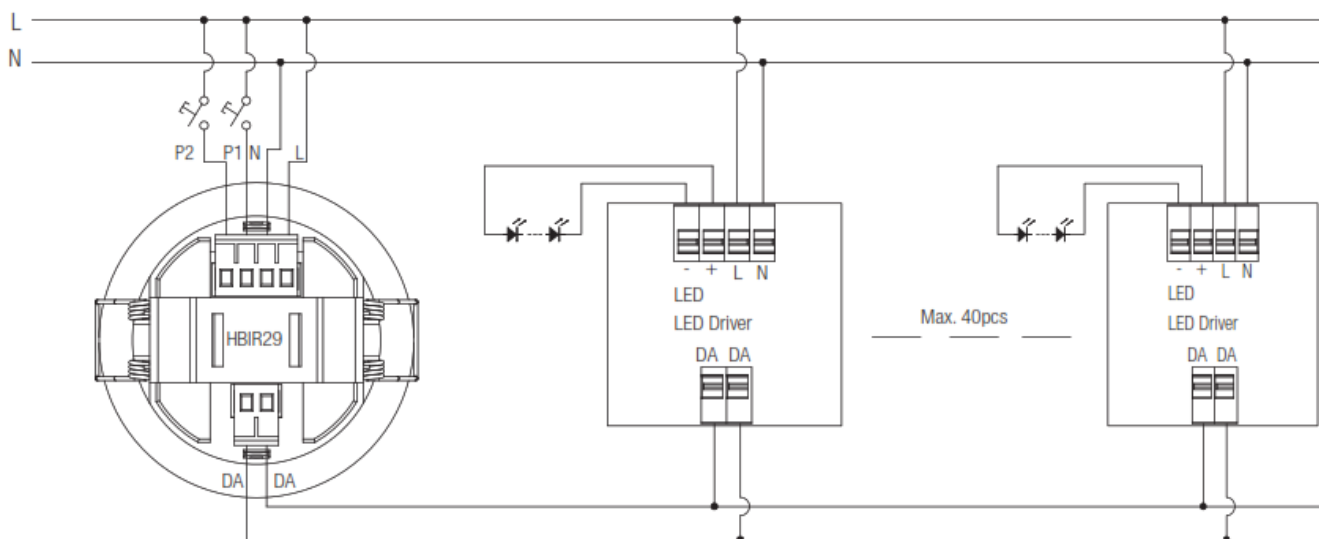 L
N
P2 P1 N L
HBIR29
DA DA
- + L N
LED
LED Driver
DA DA
Max. 40pcs
- + L N
LED
LED Driver
DA DA